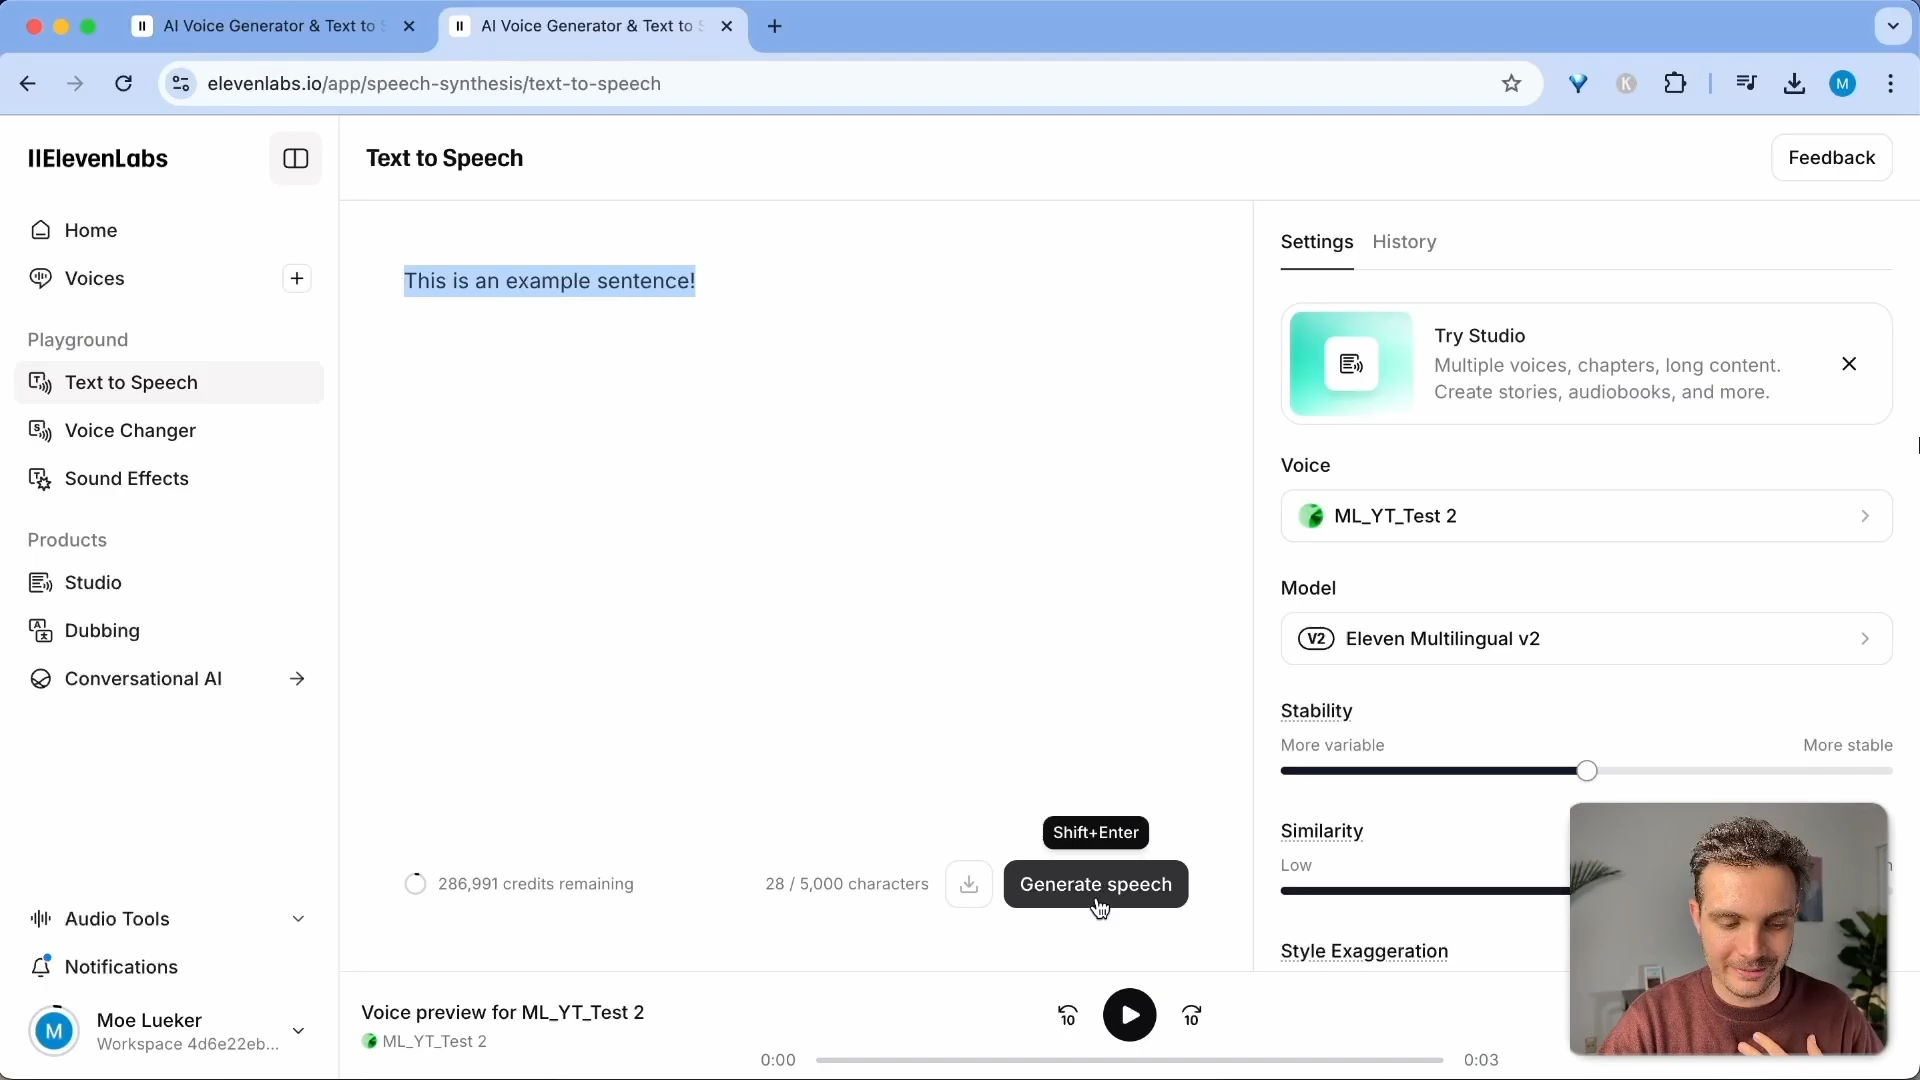 AI Voice Generator & Text to S
AI Voice Generator & Text to S
elevenlabs.io/app/speech-synthesis/text-to-speech
K
M
IIElevenLabs
Text to Speech
Feedback
Home
Voices
Playground
Text to Speech
Voice Changer
Sound Effects
Products
Studio
Dubbing
Conversational AI
Audio Tools
Notifications
M
Moe Lueker
Workspace 4d6e22eb...
This is an example sentence!
Shift+Enter
286,991 credits remaining
28 / 5,000 characters
Generate speech
Settings
History
Try Studio
Multiple voices, chapters, long content.
Create stories, audiobooks, and more.
Voice
ML_YT_Test 2
Model
V2 Eleven Multilingual v2
Stability
More variable
More stable
Similarity
Low
Style Exaggeration
Voice preview for ML_YT_Test 2
ML_YT_Test 2
10
10
0:00
0:03